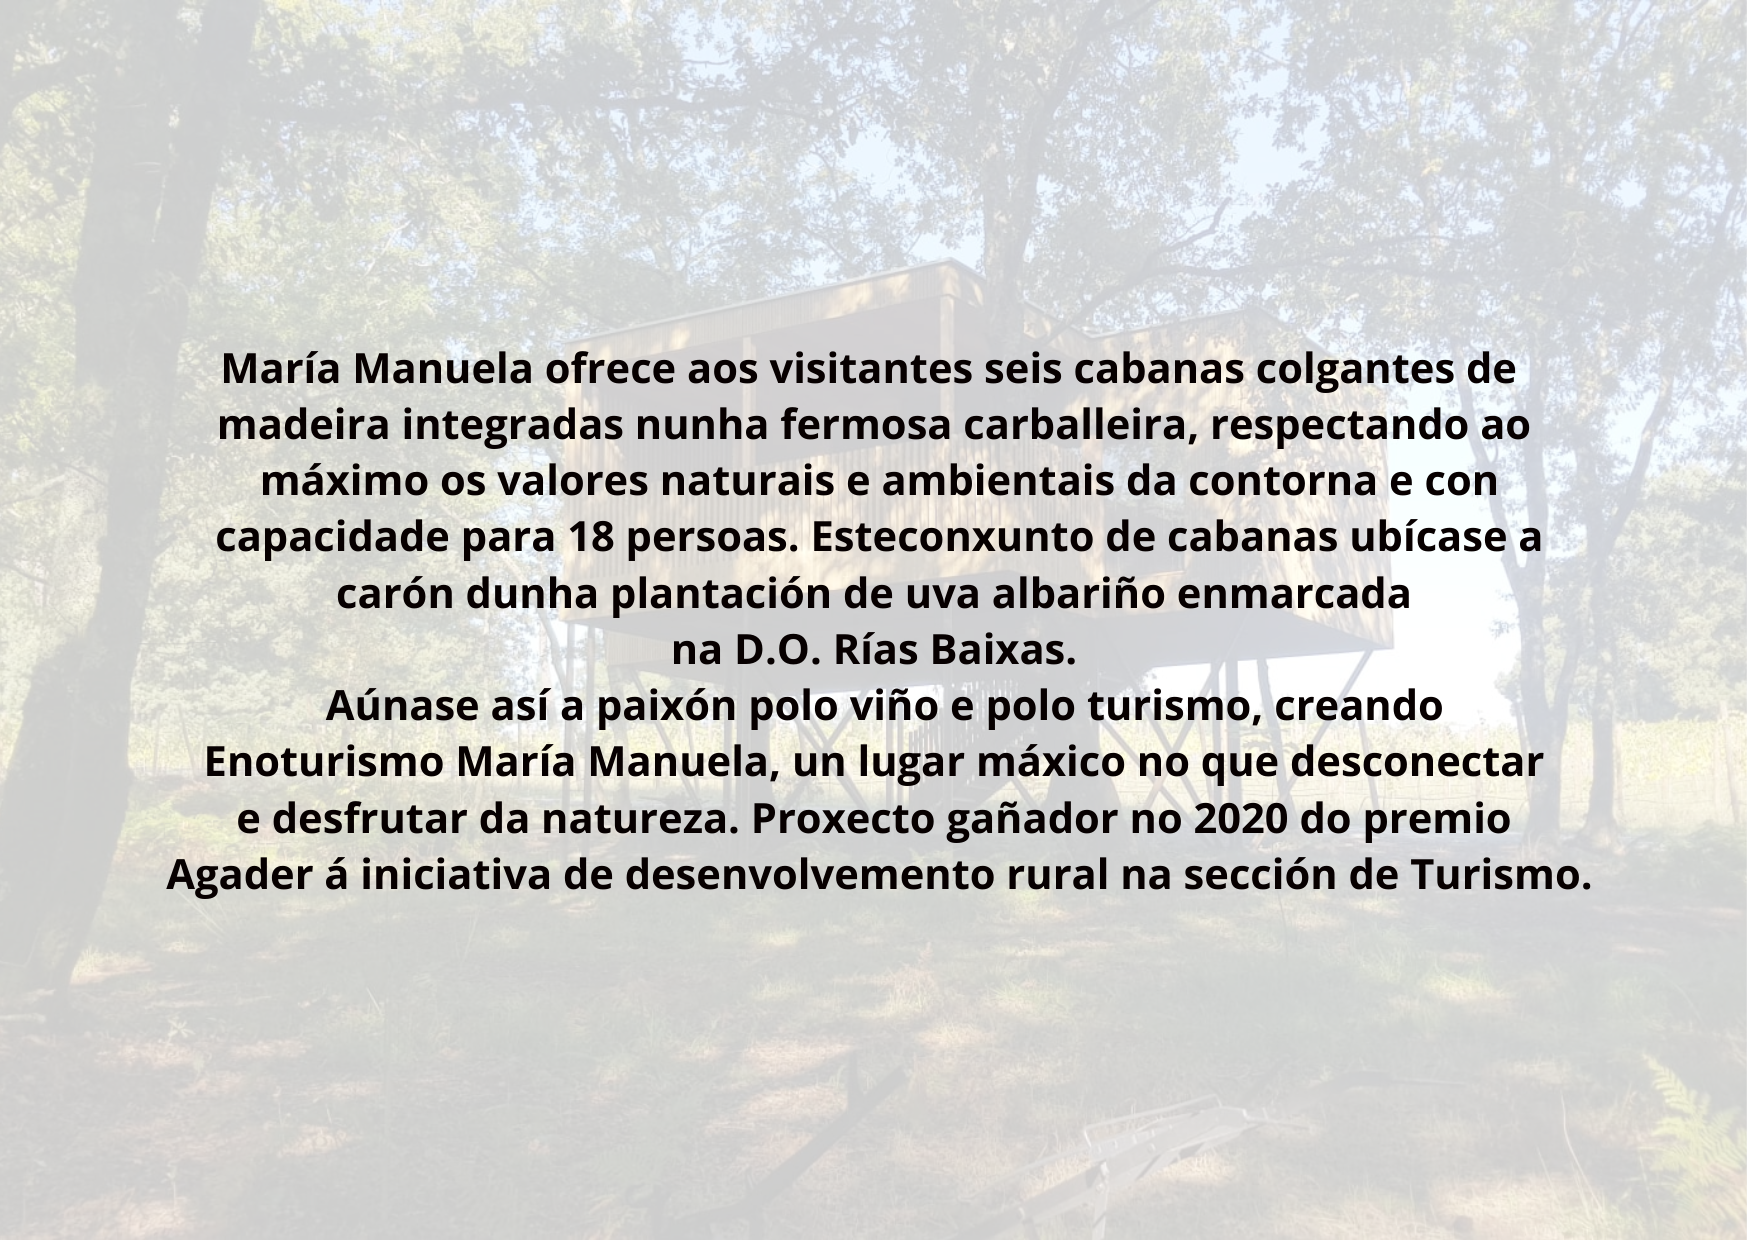 María Manuela ofrece aos visitantes seis cabanas colgantes de
madeira integradas nunha fermosa carballeira, respectando ao
máximo os valores naturais e ambientais da contorna e con
capacidade para 18 persoas. Esteconxunto de cabanas ubícase a
carón dunha plantación de uva albariño enmarcada
na D.O. Rías Baixas.
Aúnase así a paixón polo viño e polo turismo, creando
Enoturismo María Manuela, un lugar máxico no que desconectar
e desfrutar da natureza. Proxecto gañador no 2020 do premio
Agader á iniciativa de desenvolvemento rural na sección de Turismo.